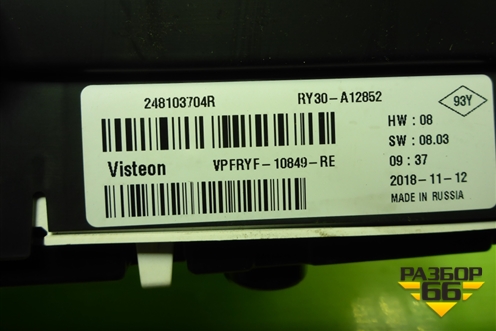 248103704R RY30-A12852
93Y
HW : 08
SW : 08.03
Visteon VPFRYF-10849-RE
09 : 37
2018-11-12
MADE IN RUSSIA
РАЗБОР
66